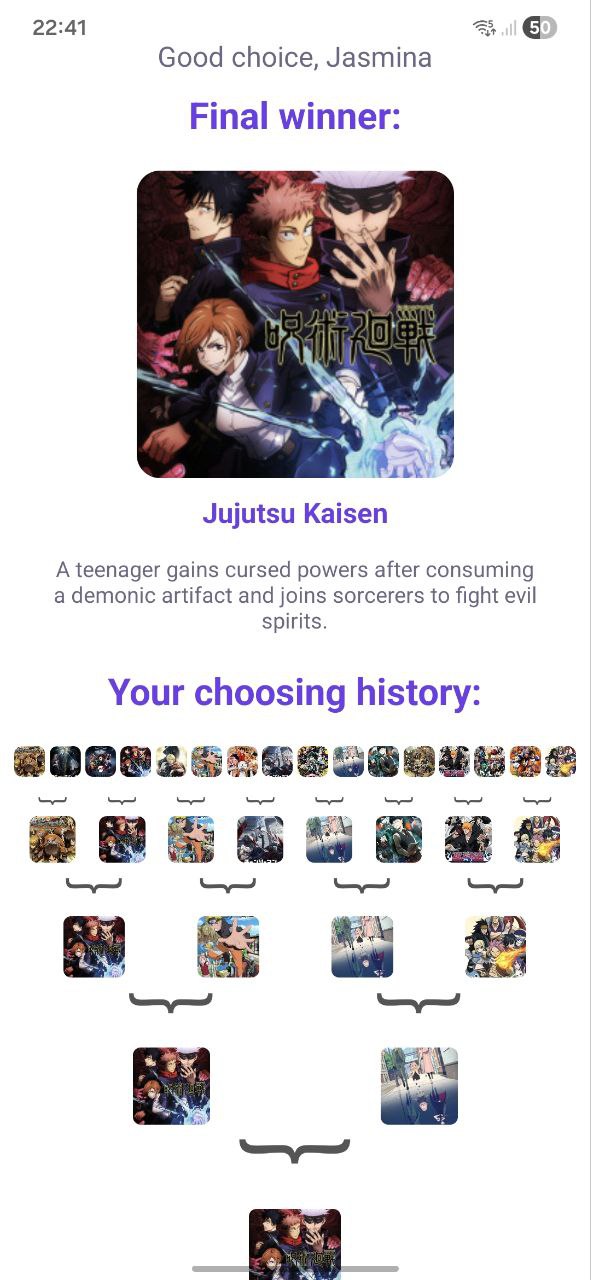 22:41
50
Good choice, Jasmina
Final winner:
呪術廻戦
Jujutsu Kaisen
A teenager gains cursed powers after consuming
a demonic artifact and joins sorcerers to fight evil
spirits.
Your choosing history: